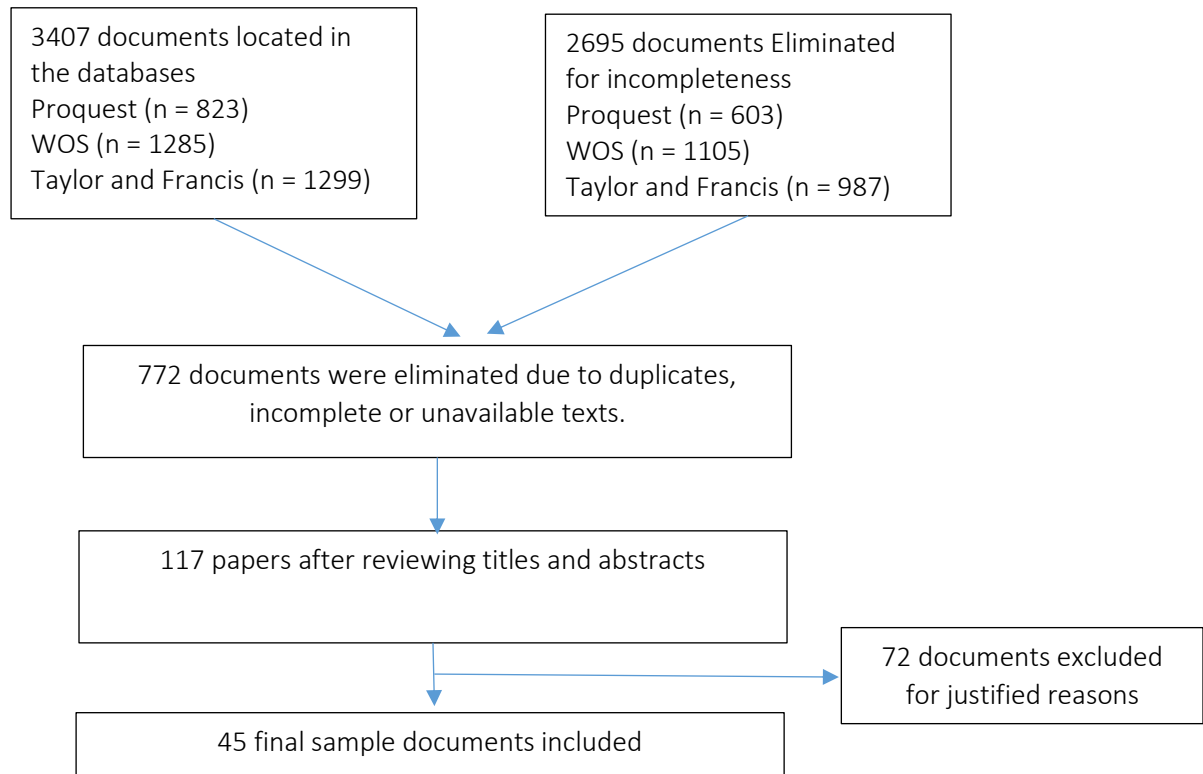 3407 documents located in
the databases
Proquest (n = 823)
WOS (n = 1285)
Taylor and Francis (n = 1299)
2695 documents Eliminated
for incompleteness
Proquest (n = 603)
WOS (n = 1105)
Taylor and Francis (n = 987)
772 documents were eliminated due to duplicates,
incomplete or unavailable texts.
117 papers after reviewing titles and abstracts
72 documents excluded
for justified reasons
45 final sample documents included